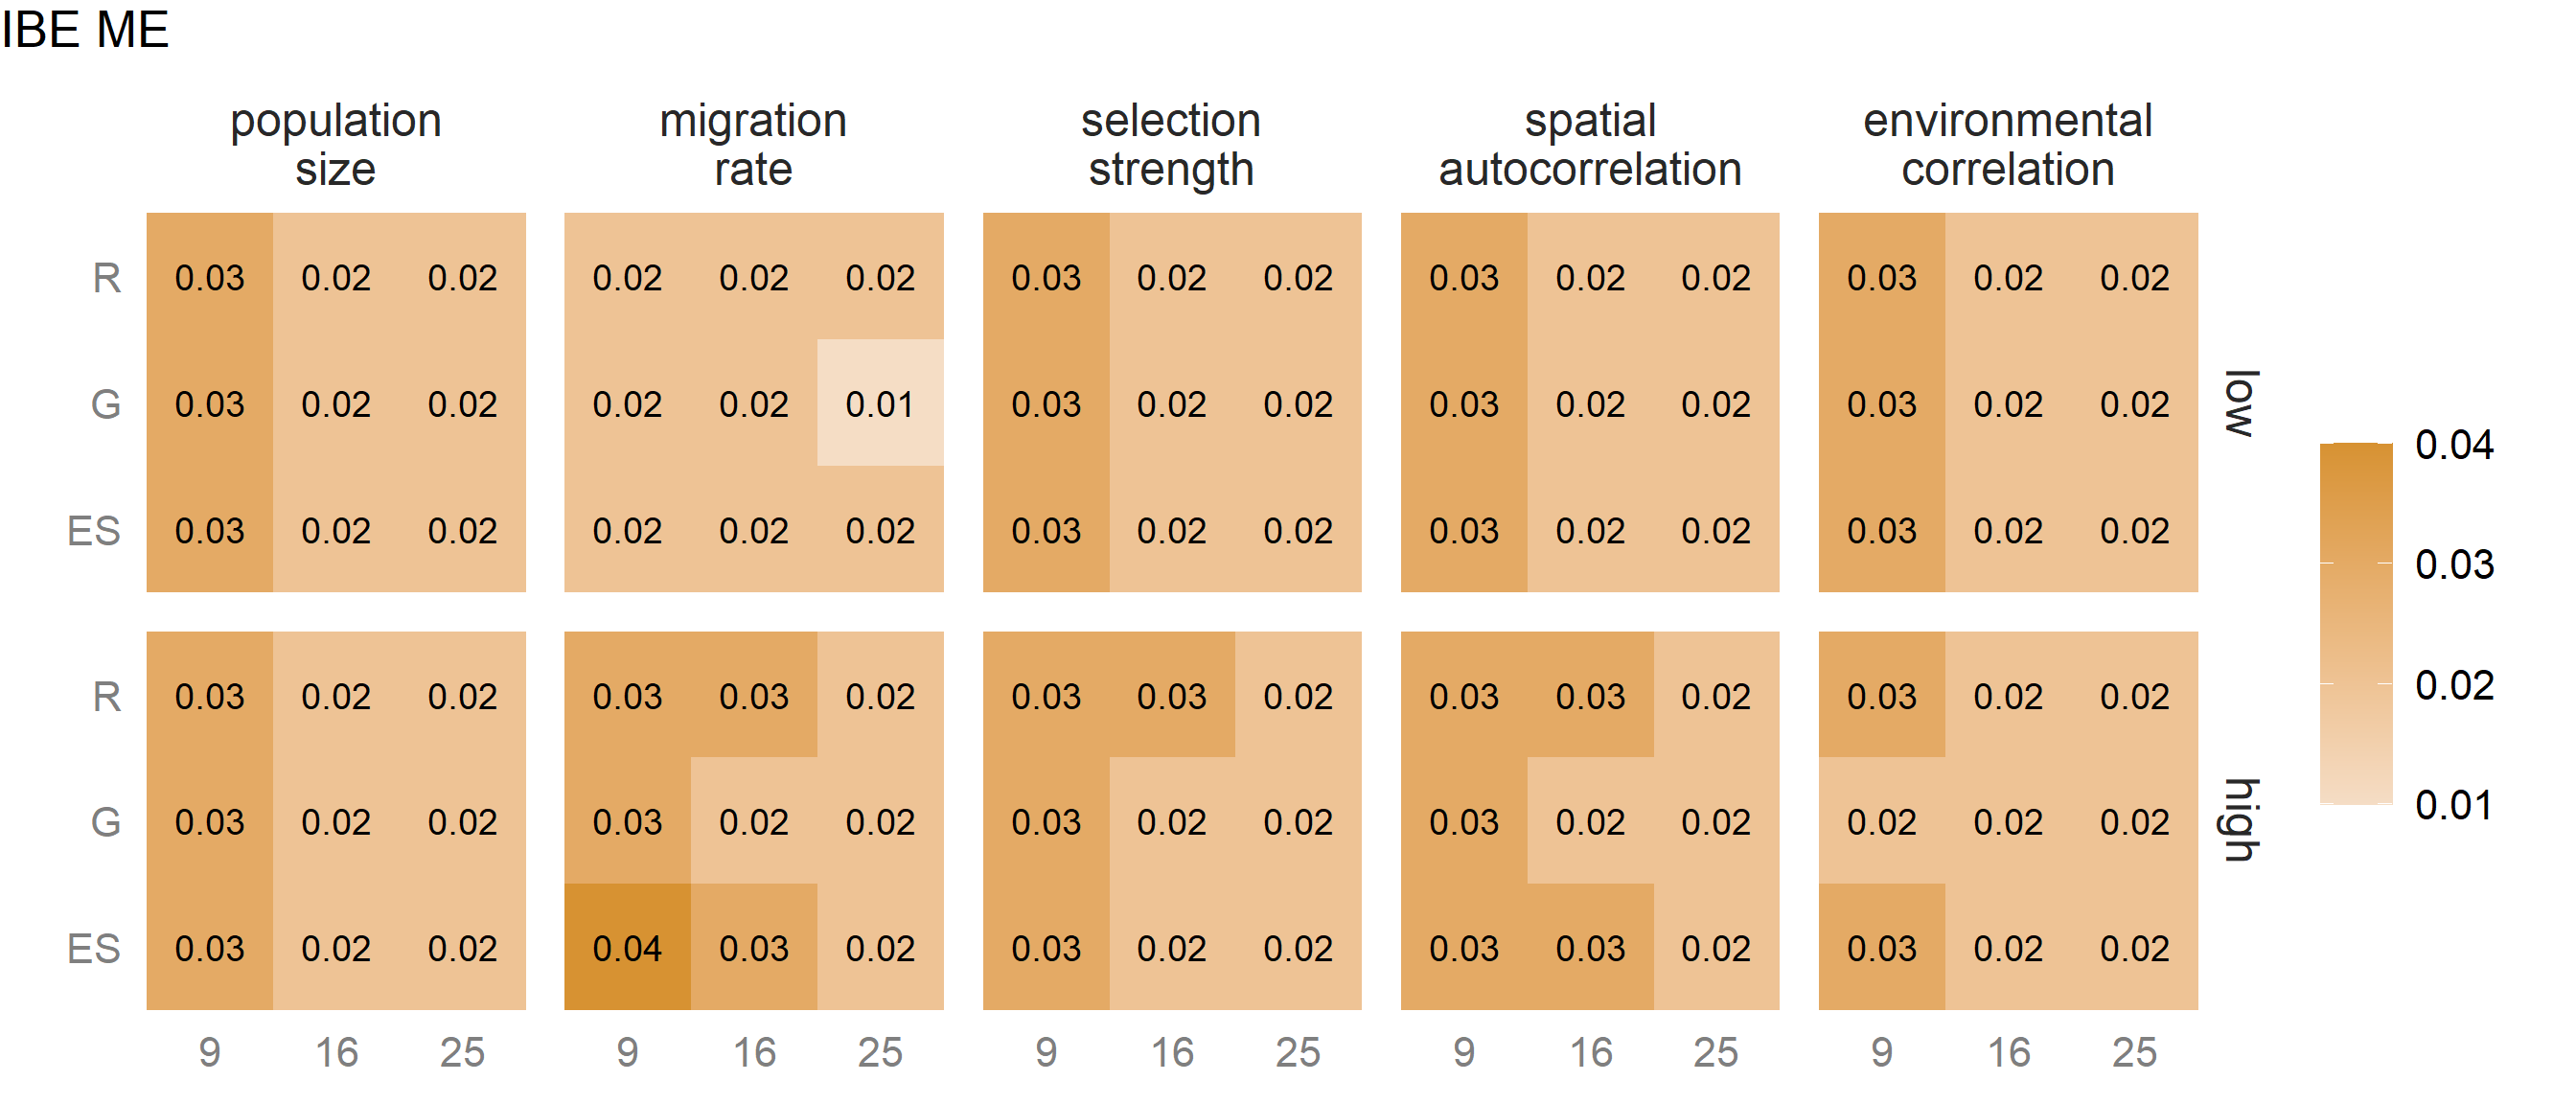 IBE ME
population size
migration rate
selection strength
spatial autocorrelation
environmental correlation
R 0.03 0.02 0.02 0.02 0.02 0.02 0.03 0.02 0.02 0.03 0.02 0.02 0.03 0.02 0.02
G 0.03 0.02 0.02 0.02 0.02 0.01 0.03 0.02 0.02 0.03 0.02 0.02 0.03 0.02 0.02
ES 0.03 0.02 0.02 0.02 0.02 0.02 0.03 0.02 0.02 0.03 0.02 0.02 0.03 0.02 0.02
low
R 0.03 0.02 0.02 0.03 0.03 0.02 0.03 0.03 0.02 0.03 0.03 0.02 0.03 0.02 0.02
G 0.03 0.02 0.02 0.03 0.02 0.02 0.03 0.02 0.02 0.03 0.02 0.02 0.02 0.02 0.02
ES 0.03 0.02 0.02 0.04 0.03 0.02 0.03 0.02 0.02 0.03 0.03 0.02 0.03 0.02 0.02
high
9 16 25 9 16 25 9 16 25 9 16 25 9 16 25
0.04
0.03
0.02
0.01